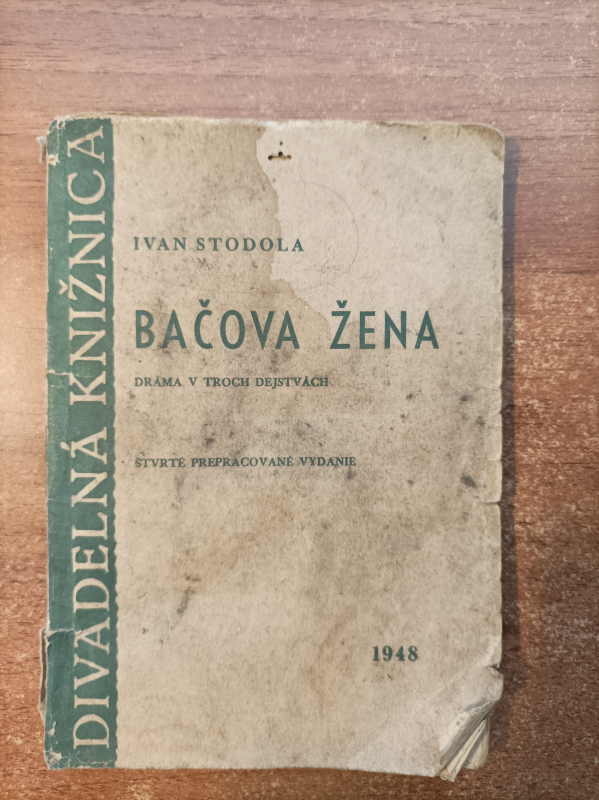 DIVADELNÁ KNIŽNICA
IVAN STODOLA
BAČOVA ŽENA
DRÁMA V TROCH DEJSTVÁCH
ŠTVRTÉ PREPRACOVANÉ VYDANIE
1948